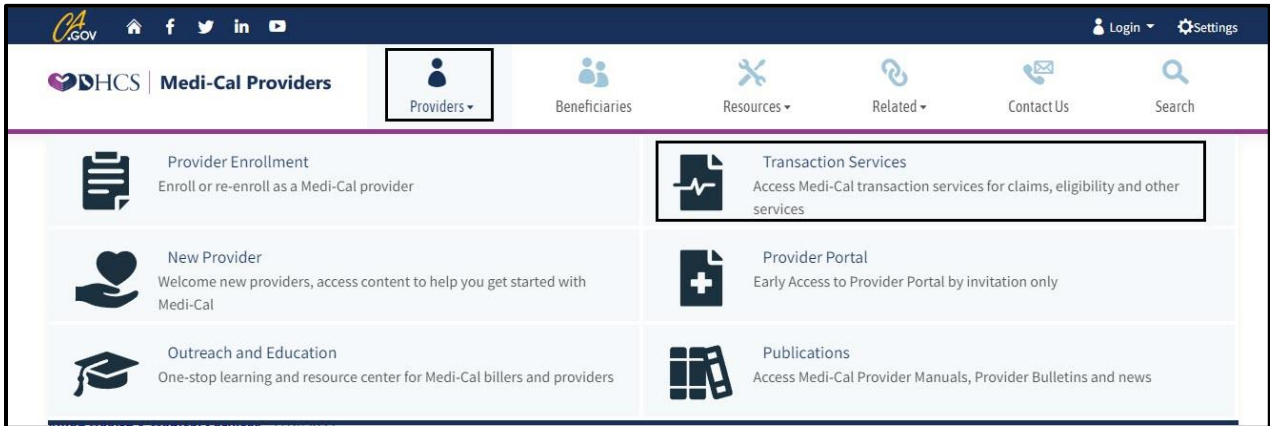 CA.GOV
Login
Settings
DHCS | Medi-Cal Providers
Providers
Beneficiaries
Resources
Related
Contact Us
Search
Provider Enrollment
Enroll or re-enroll as a Medi-Cal provider
Transaction Services
Access Medi-Cal transaction services for claims, eligibility and other
services
New Provider
Welcome new providers, access content to help you get started with
Medi-Cal
Provider Portal
Early Access to Provider Portal by invitation only
Outreach and Education
One-stop learning and resource center for Medi-Cal billers and providers
Publications
Access Medi-Cal Provider Manuals, Provider Bulletins and news